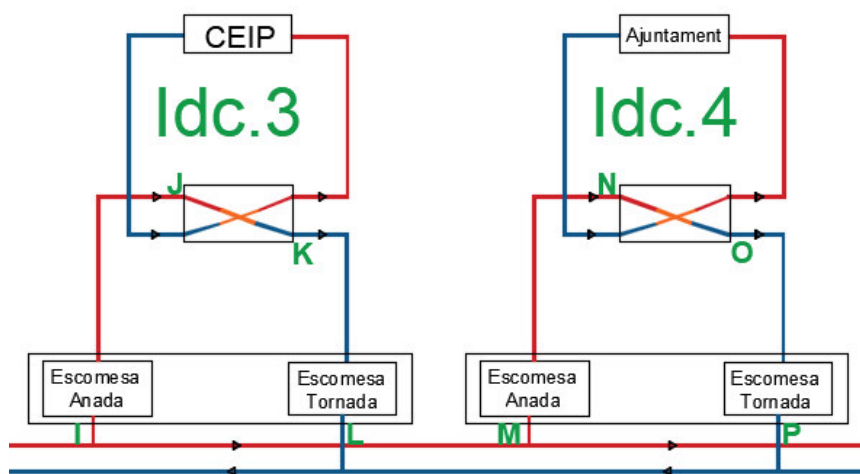 CEIP
Ajuntament
Idc.3
Idc.4
J
N
K
O
Escomesa
Anada
Escomesa
Tornada
Escomesa
Anada
Escomesa
Tornada
I
L
M
P